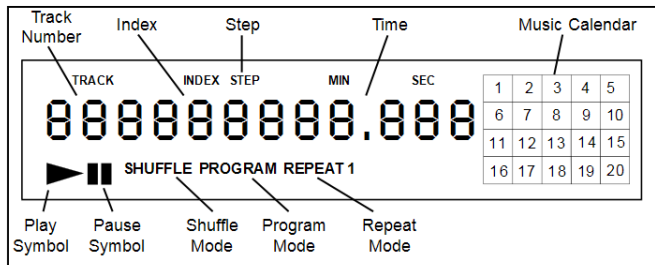 Track Number
Index
Step
Time
Music Calendar
TRACK INDEX STEP MIN SEC
888888888.888
1 2 3 4 5
6 7 8 9 10
11 12 13 14 15
16 17 18 19 20
SHUFFLE PROGRAM REPEAT 1
Play
Symbol
Pause
Symbol
Shuffle
Mode
Program
Mode
Repeat
Mode